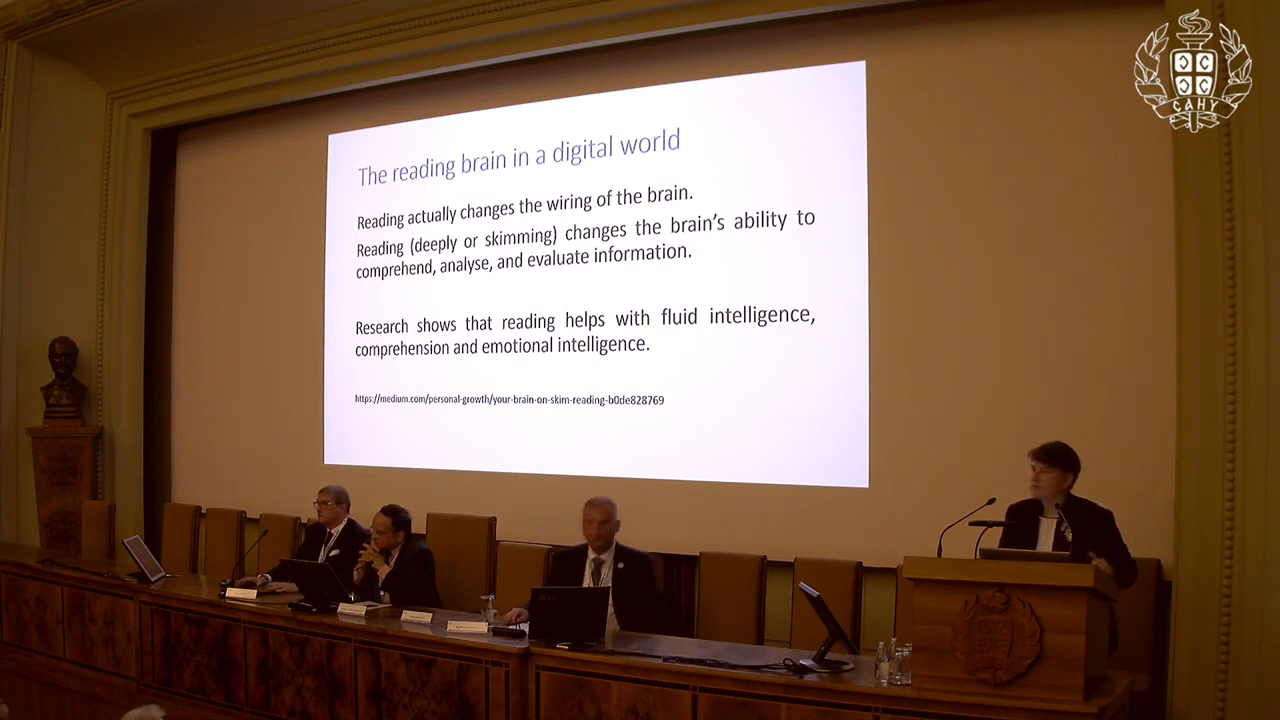 The reading brain in a digital world
Reading actually changes the wiring of the brain.
Reading (deeply or skimming) changes the brain's ability to
comprehend, analyse, and evaluate information.
Research shows that reading helps with fluid intelligence,
comprehension and emotional intelligence.
https://medium.com/personal-growth/your-brain-on-skim-reading-b0de828769
САНУ